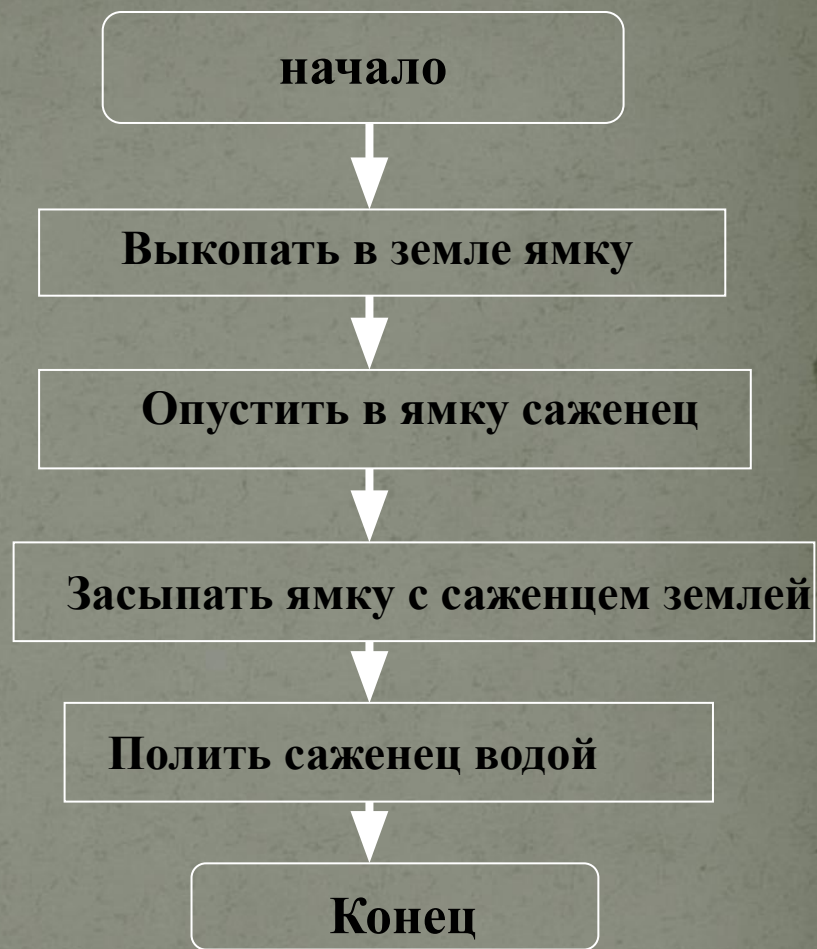 начало
Выкопать в земле ямку
Опустить в ямку саженец
Засыпать ямку с саженцем землей
Полить саженец водой
Конец